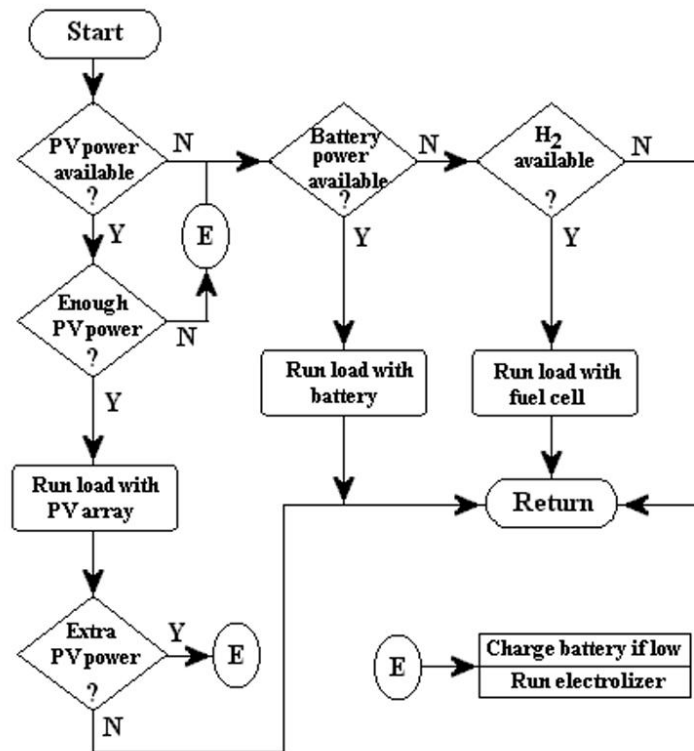 Start
PV power
available
?
N
Y
Battery
power
available
?
N
Y
H2
available
?
N
Y
E
Enough
PV power
?
N
Y
Run load with
battery
Run load with
fuel cell
Run load with
PV array
Return
Extra
PV power
?
Y
N
E
E
Charge battery if low
Run electrolizer